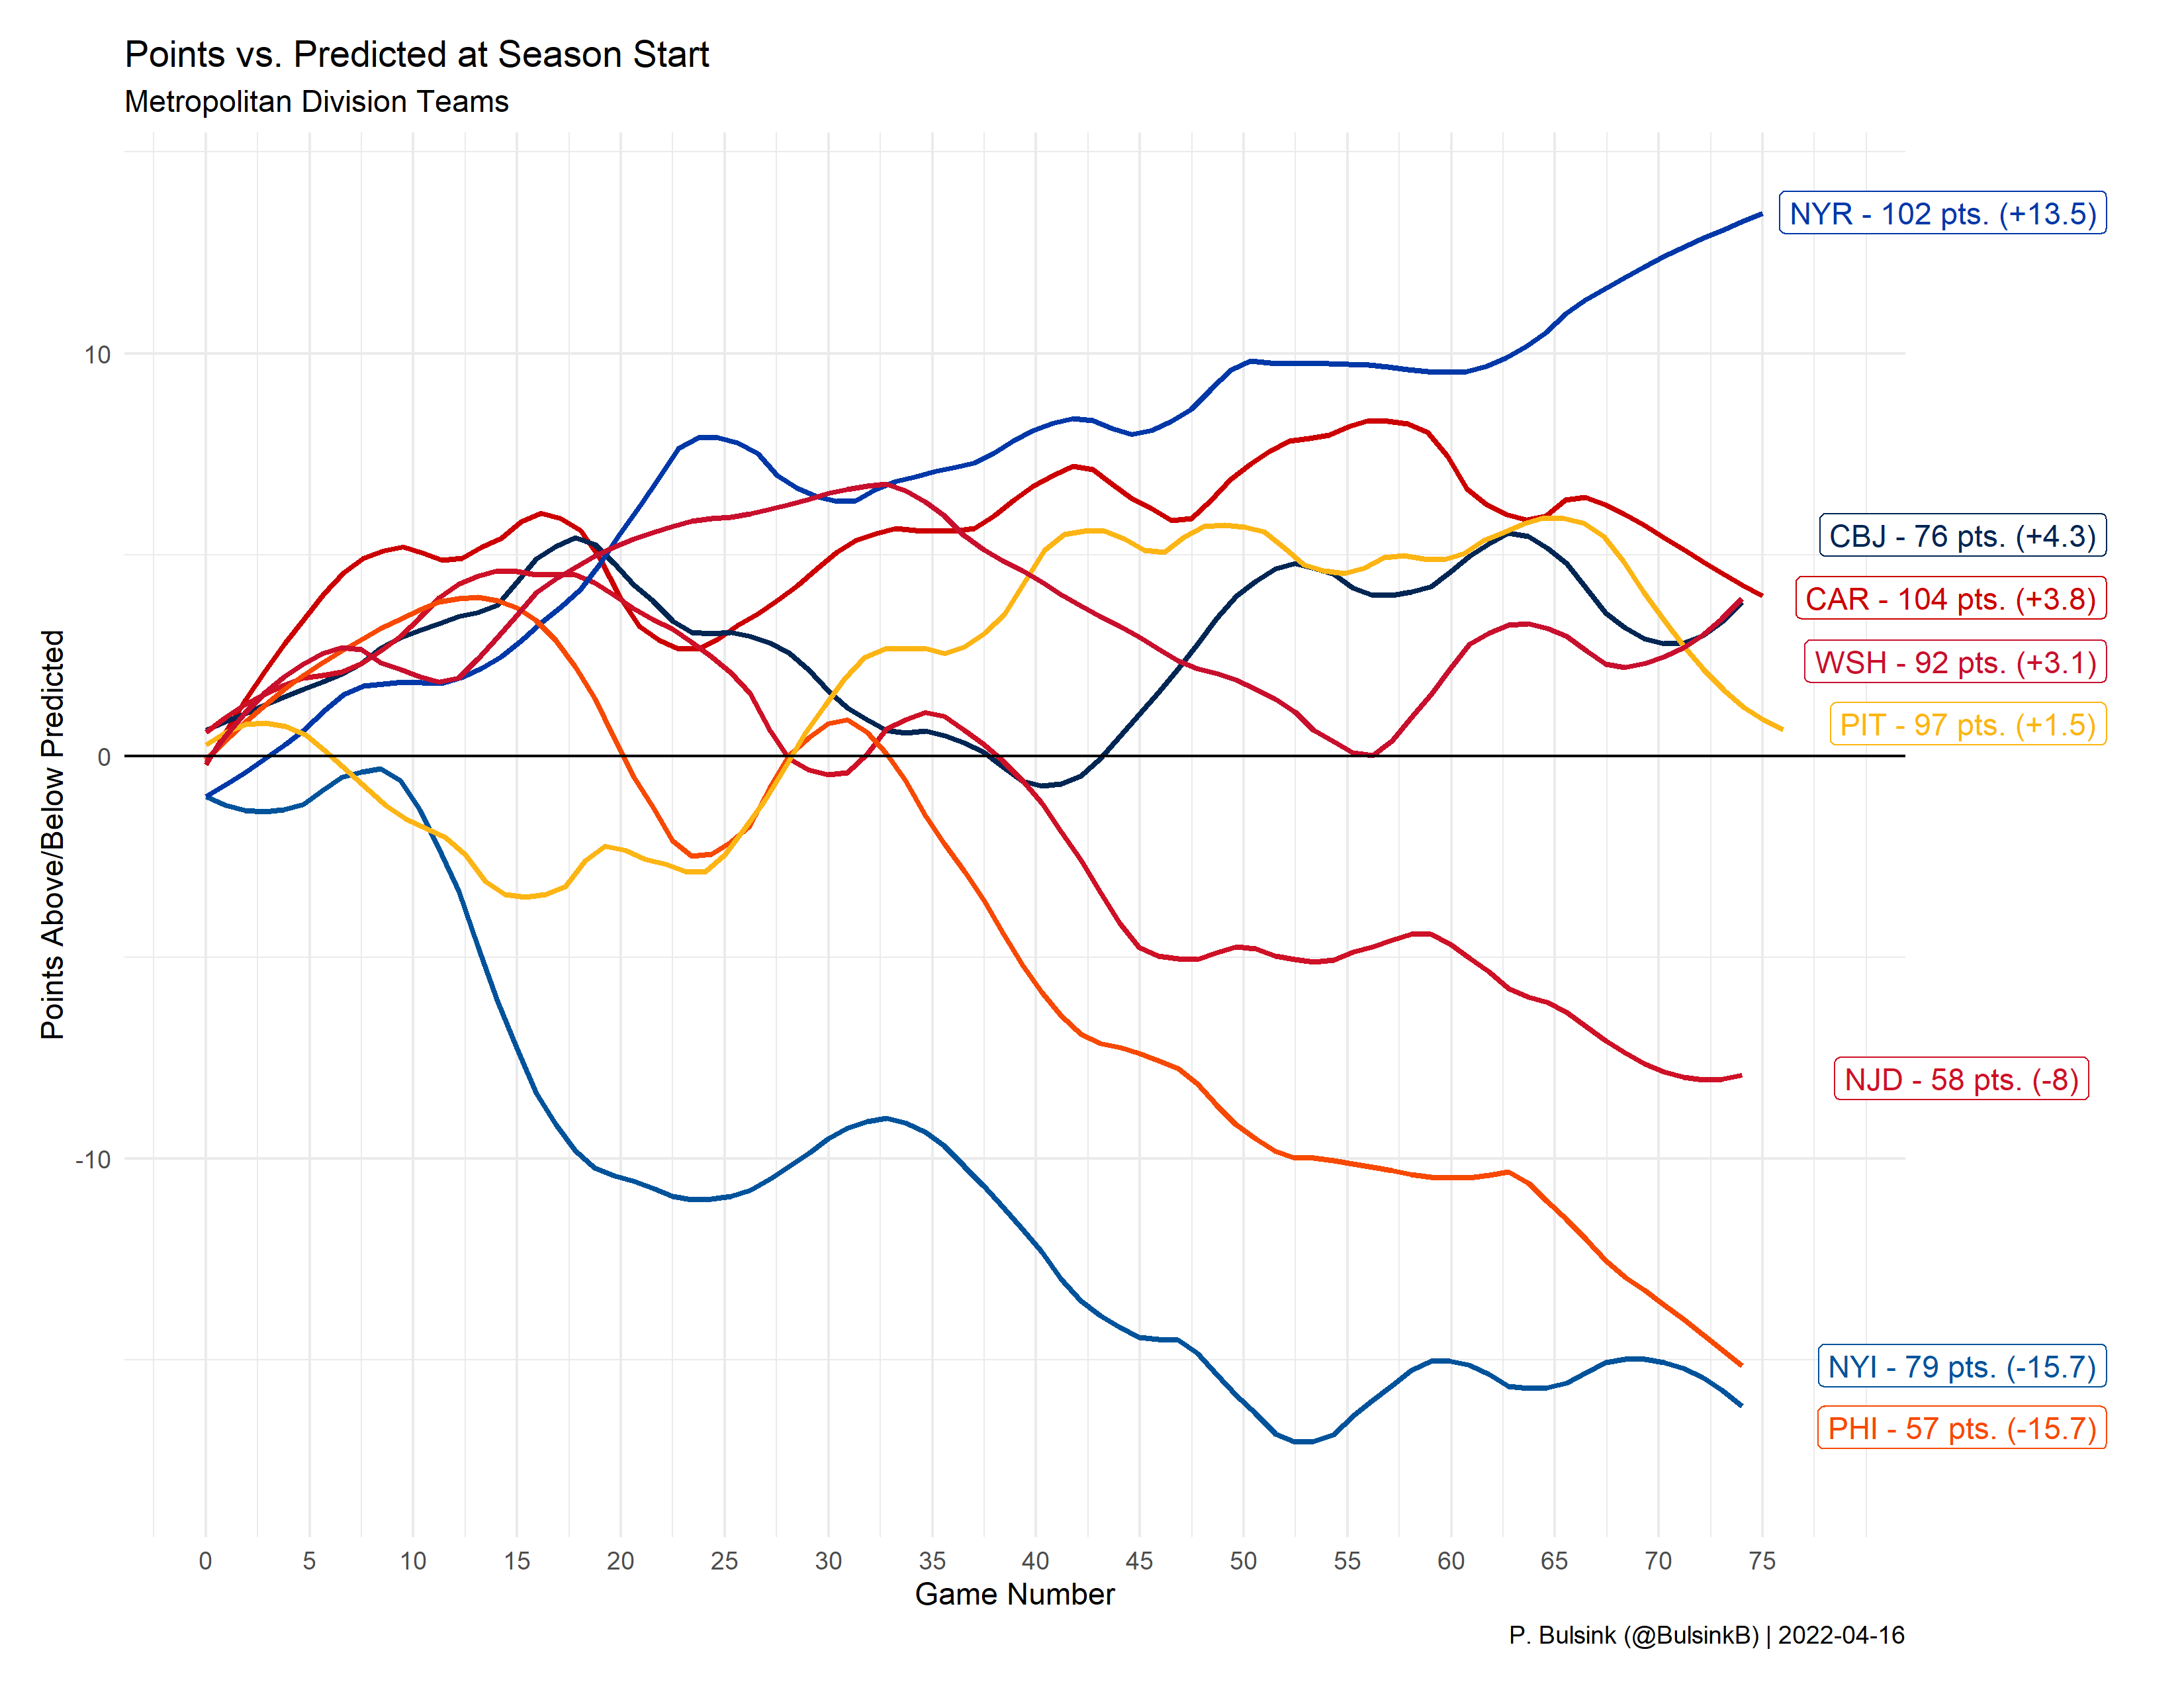 Points vs. Predicted at Season Start
Metropolitan Division Teams
Points Above/Below Predicted
10
0
-10
NYR - 102 pts. (+13.5)
CBJ - 76 pts. (+4.3)
CAR - 104 pts. (+3.8)
WSH - 92 pts. (+3.1)
PIT - 97 pts. (+1.5)
NJD - 58 pts. (-8)
NYI - 79 pts. (-15.7)
PHI - 57 pts. (-15.7)
0 5 10 15 20 25 30 35 40 45 50 55 60 65 70 75
Game Number
P. Bulsink (@BulsinkB) | 2022-04-16